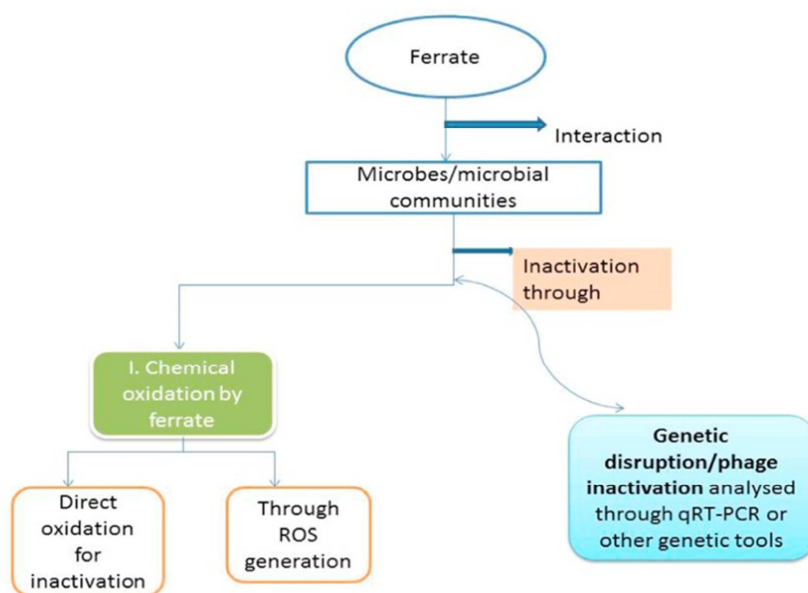 Ferrate
Interaction
Microbes/microbial
communities
Inactivation
through
I. Chemical
oxidation by
ferrate
Direct
oxidation
for
inactivation
Through
ROS
generation
Genetic
disruption/phage
inactivation analysed
through qRT-PCR or
other genetic tools